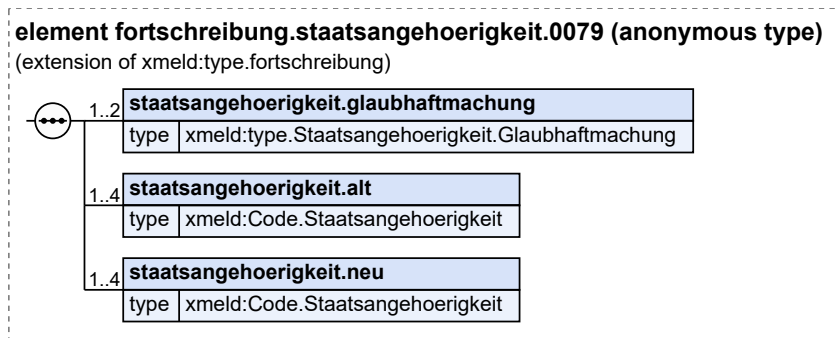 element fortschreibung.staatsangehoerigkeit.0079 (anonymous type)
(extension of xmeld:type.fortschreibung)
1..2 staatsangehoerigkeit.glaubhaftmachung
type xmeld:type.Staatsangehoerigkeit.Glaubhaftmachung
1..4 staatsangehoerigkeit.alt
type xmeld:Code.Staatsangehoerigkeit
1..4 staatsangehoerigkeit.neu
type xmeld:Code.Staatsangehoerigkeit